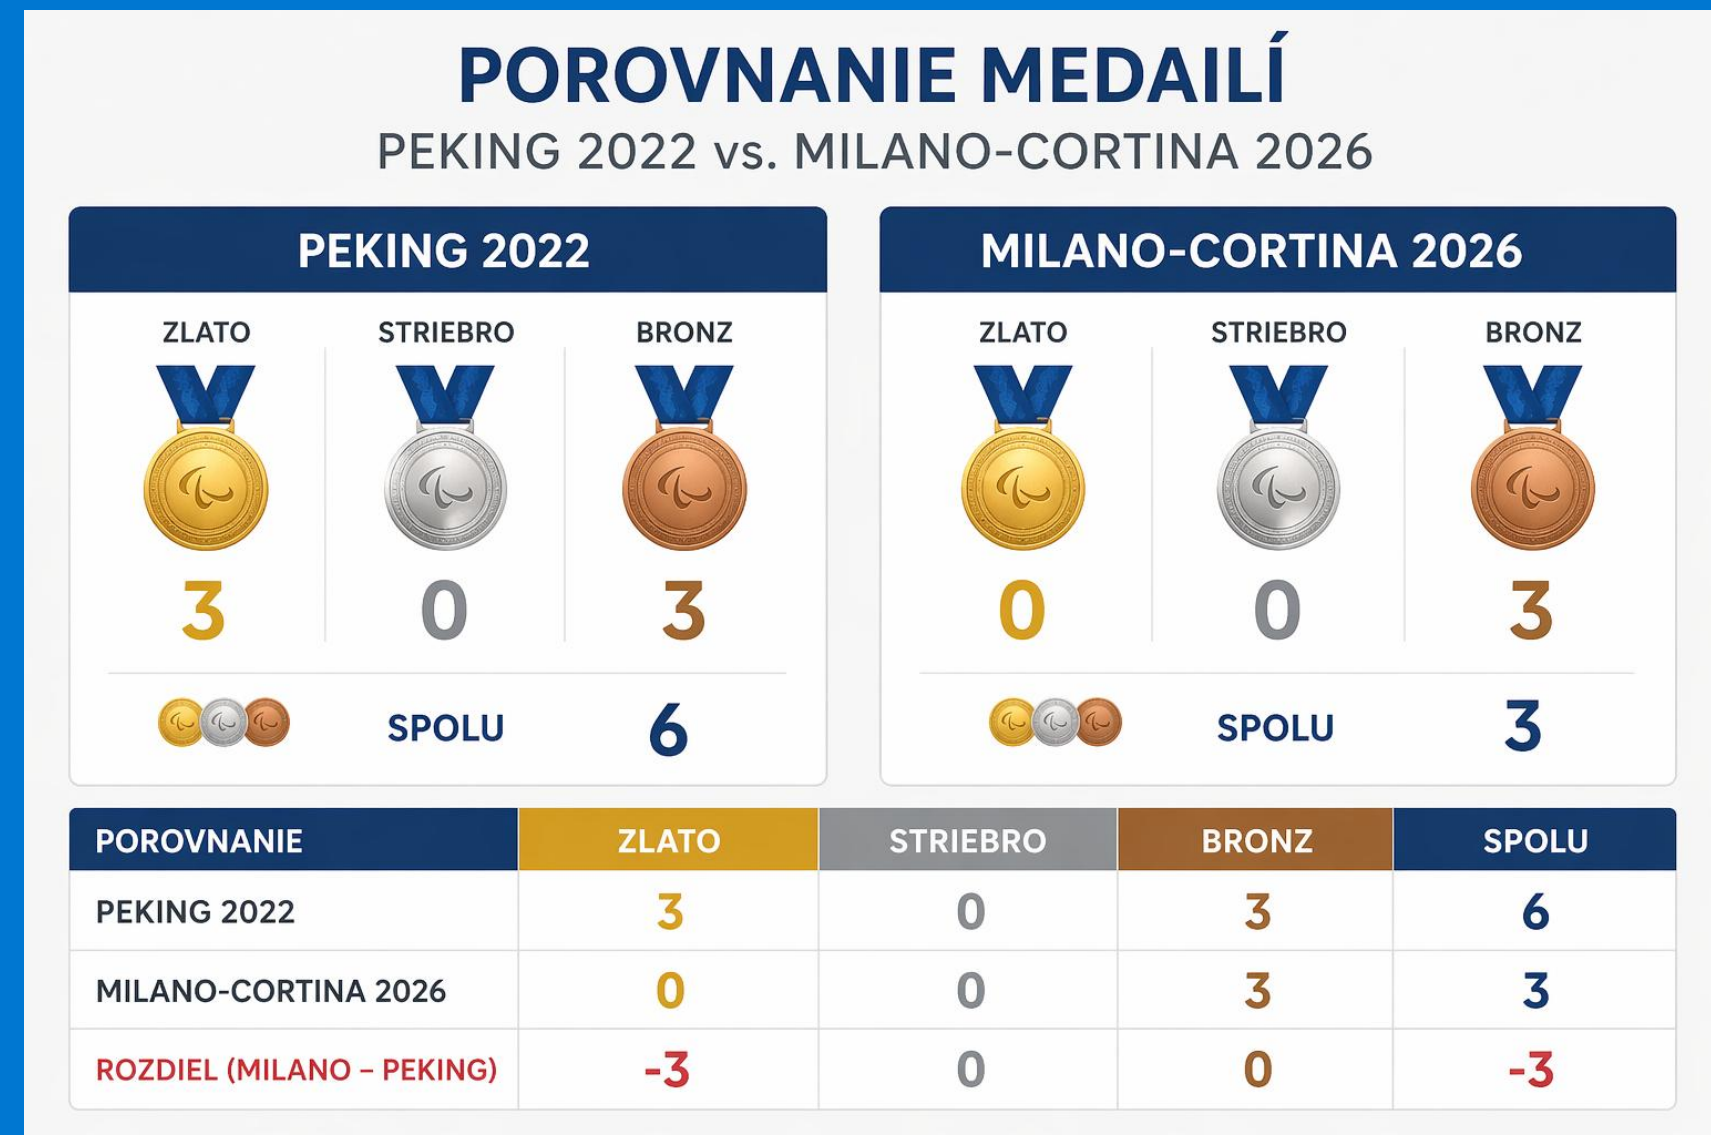 POROVNANIE MEDAILÍ
PEKING 2022 vs. MILANO-CORTINA 2026
PEKING 2022
ZLATO STRIEBRO BRONZ
3 0 3
SPOLU 6
MILANO-CORTINA 2026
ZLATO STRIEBRO BRONZ
0 0 3
SPOLU 3
POROVNANIE ZLATO STRIEBRO BRONZ SPOLU
PEKING 2022 3 0 3 6
MILANO-CORTINA 2026 0 0 3 3
ROZDIEL (MILANO – PEKING) -3 0 0 -3